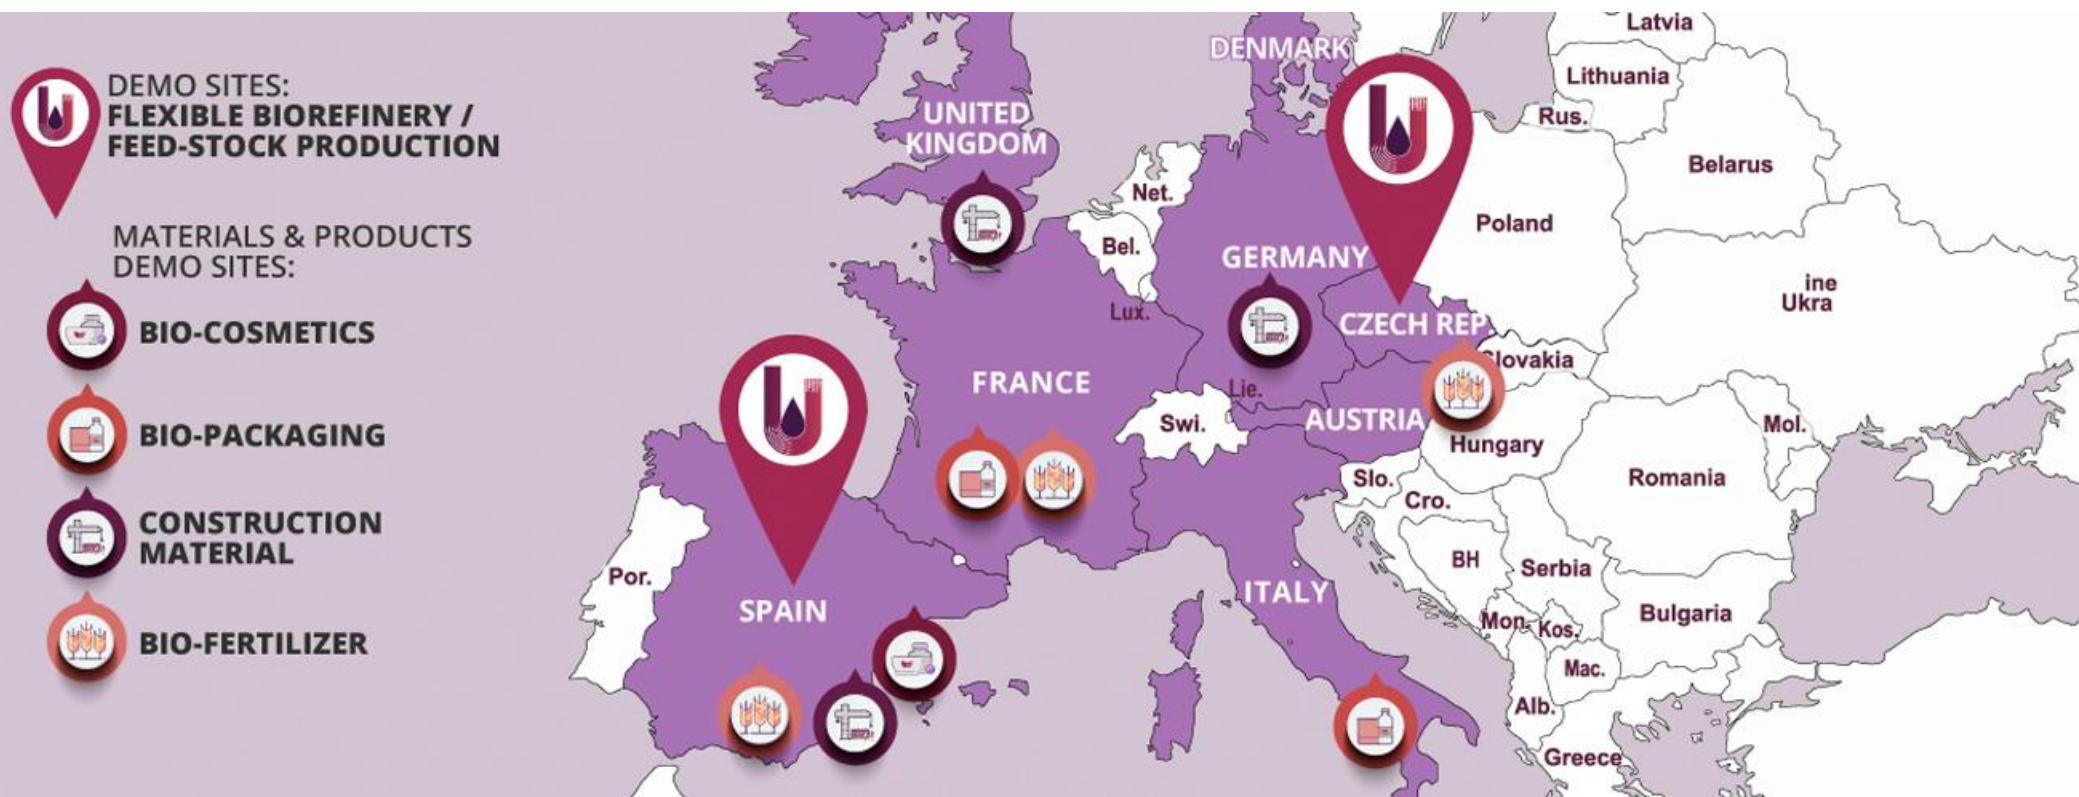 DEMO SITES:
FLEXIBLE BIOREFINERY /
FEED-STOCK PRODUCTION
MATERIALS & PRODUCTS
DEMO SITES:
BIO-COSMETICS
BIO-PACKAGING
CONSTRUCTION
MATERIAL
BIO-FERTILIZER
Latvia
DENMARK
Lithuania
UNITED
KINGDOM
Rus.
Belarus
Net.
Poland
Bel.
GERMANY
ine
Ukra
Lux.
CZECH REP.
Slovakia
FRANCE
Lie.
Swi.
AUSTRIA
Mol.
Hungary
Slo.
Romania
Cro.
BH
Serbia
Por.
ITALY
SPAIN
Bulgaria
Mon.
Kos.
Mac.
Alb.
Greece